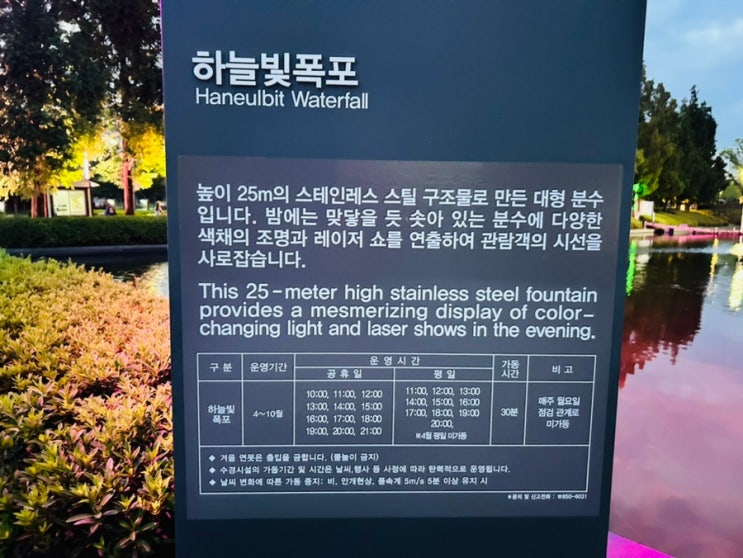 하늘빛폭포
Haneulbit Waterfall
높이 25m의 스테인레스 스틸 구조물로 만든 대형 분수
입니다. 밤에는 맞닿을 듯 솟아 있는 분수에 다양한
색채의 조명과 레이저 쇼를 연출하여 관람객의 시선을
사로잡습니다.
This 25-meter high stainless steel fountain
provides a mesmerizing display of color-
changing light and laser shows in the evening.
구 분 운영기간 운 영 시 간 가동 시간 비 고
공 휴 일 평 일
하늘빛 폭포 4~10월 30분
10:00, 11:00, 12:00
13:00, 14:00, 15:00
16:00, 17:00, 18:00
19:00, 20:00, 21:00
11:00, 12:00, 13:00
14:00, 15:00, 16:00
17:00, 18:00, 19:00
20:00,
※4월 평일 미가동
매주 월요일
점검 관계로
미가동
◆ 거울 연못은 출입을 금합니다. (물놀이 금지)
◆ 수경시설의 가동기간 및 시간은 날씨,행사 등 사정에 따라 탄력적으로 운영됩니다.
◆ 날씨 변화에 따른 가동 중지: 비, 안개현상, 풍속계 5m/s 5분 이상 유지 시
※문의 및 신고전화 : ☎850-6031